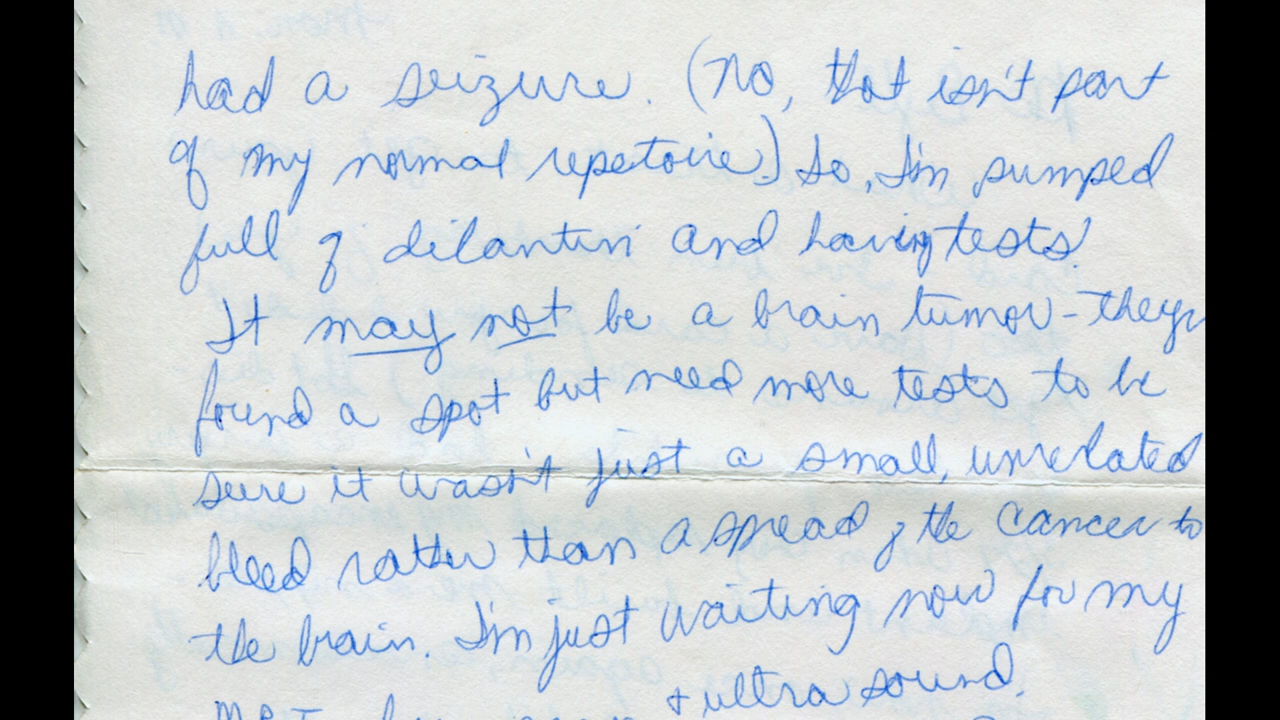 had a seizure. (No, that isn't part
of my normal repetoire.) So, I'm pumped
full of dilantin and having tests.
It may not be a brain tumor - they
found a spot but need more tests to be
sure it wasn't just a small, unrelated
bleed rather than a spread of the cancer to
the brain. I'm just waiting now for my
+ ultra sound.